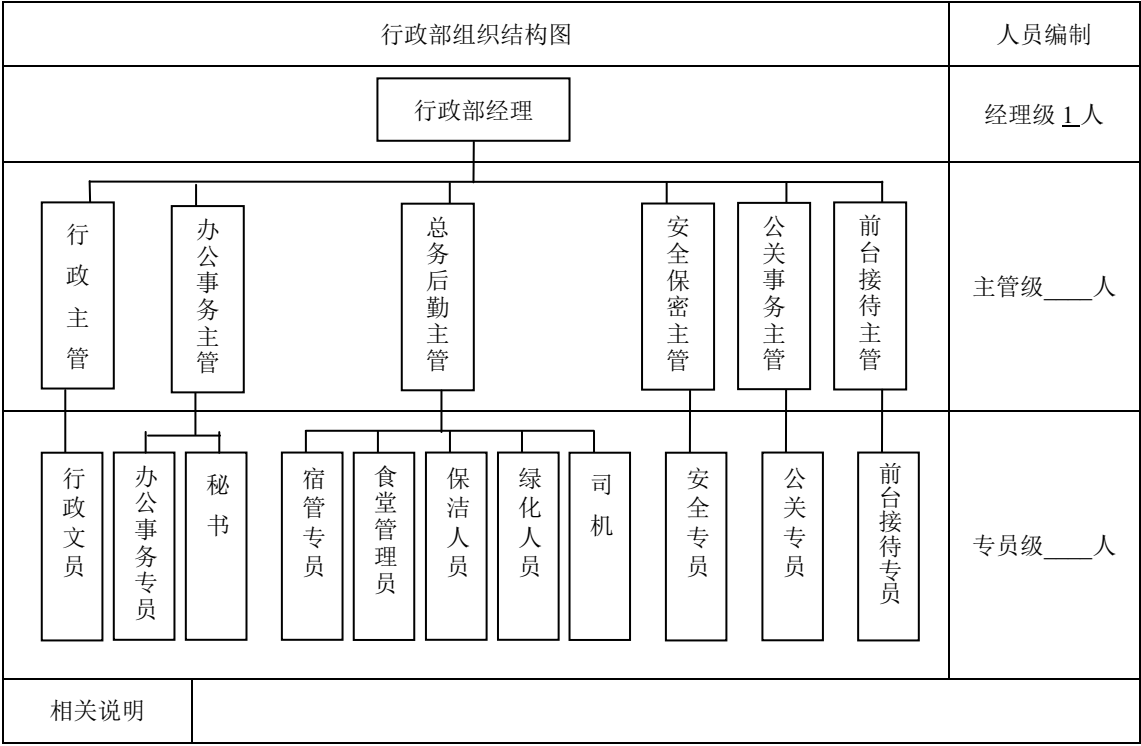 行政部组织结构图
人员编制
行政部经理
经理级 1 人
行政主管
办公事务主管
总务后勤主管
安全保密主管
公关事务主管
前台接待主管
主管级____人
行政文员
办公事务专员
秘书
宿管专员
食堂管理员
保洁人员
绿化人员
司机
安全专员
公关专员
前台接待专员
专员级____人
相关说明